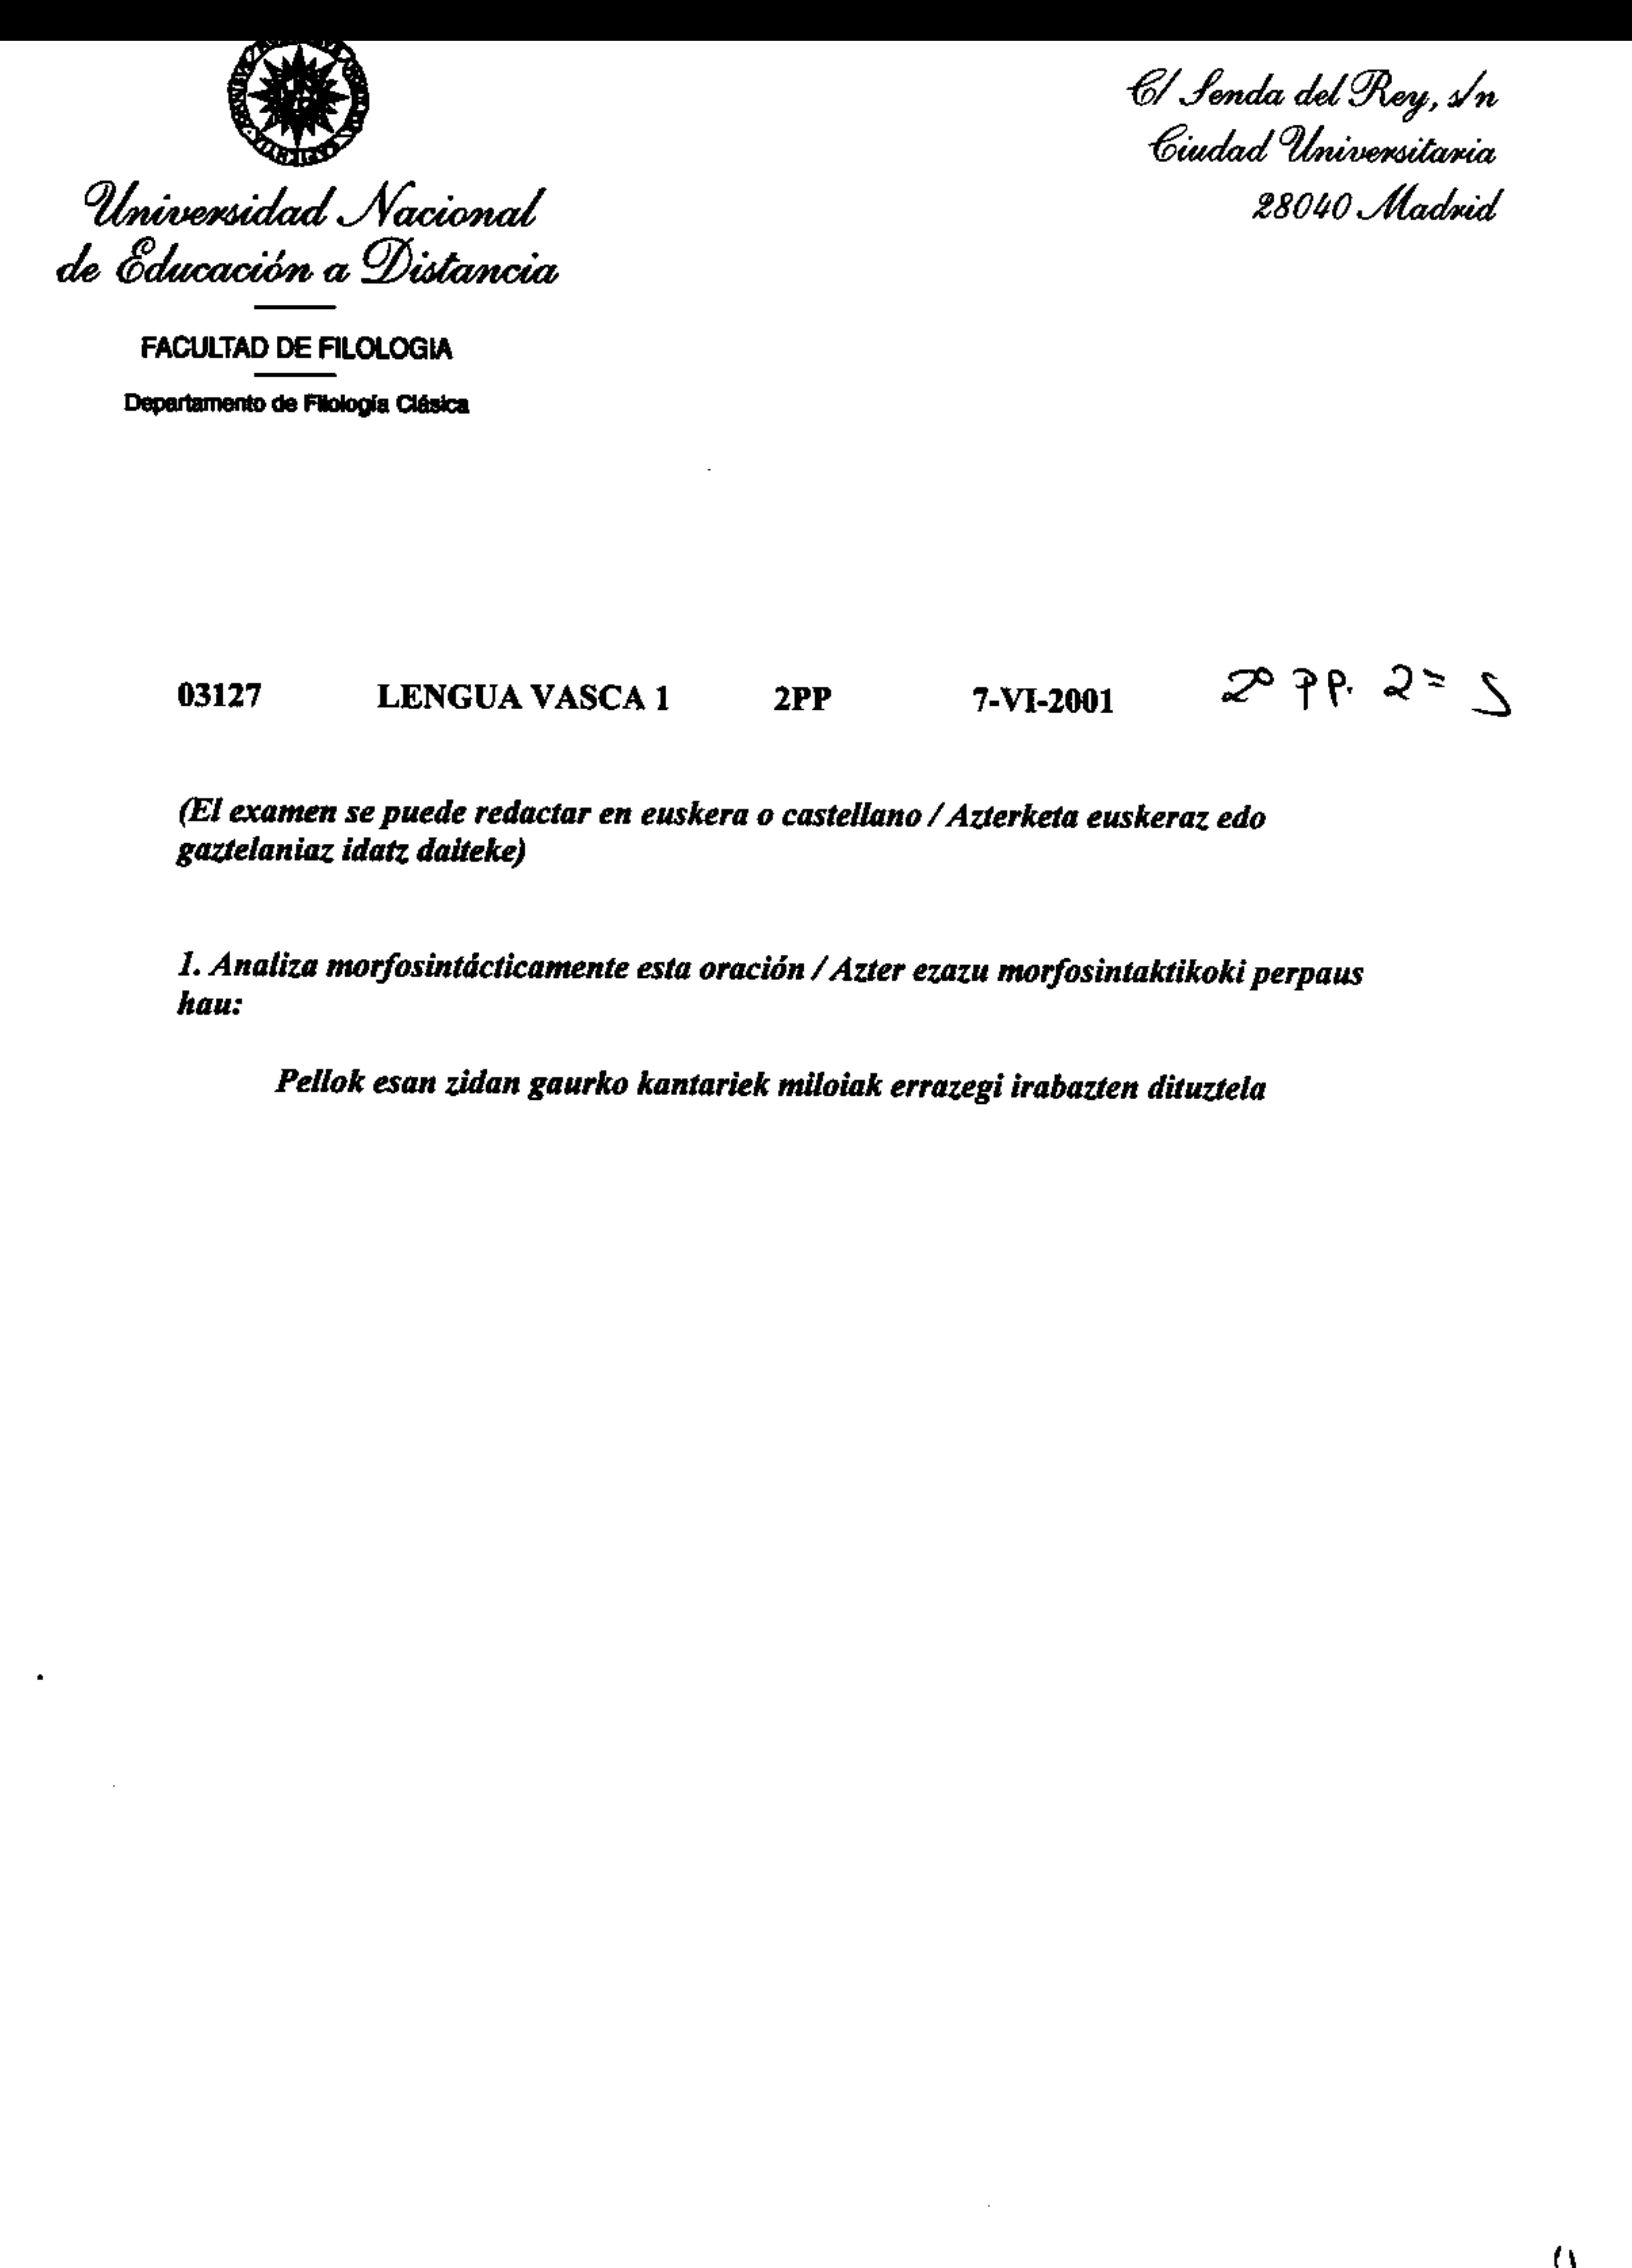 Universidad Nacional
de Educación a Distancia
FACULTAD DE FILOLOGIA
Departamento de Filología Clásica
C/ Senda del Rey, s/n
Ciudad Universitaria
28040 Madrid
03127 LENGUA VASCA 1 2PP 7-VI-2001 2º PP. 2ª S
(El examen se puede redactar en euskera o castellano / Azterketa euskeraz edo
gaztelaniaz idatz daiteke)
1. Analiza morfosintácticamente esta oración / Azter ezazu morfosintaktikoki perpaus
hau:
Pellok esan zidan gaurko kantariek miloiak errazegi irabazten dituztela